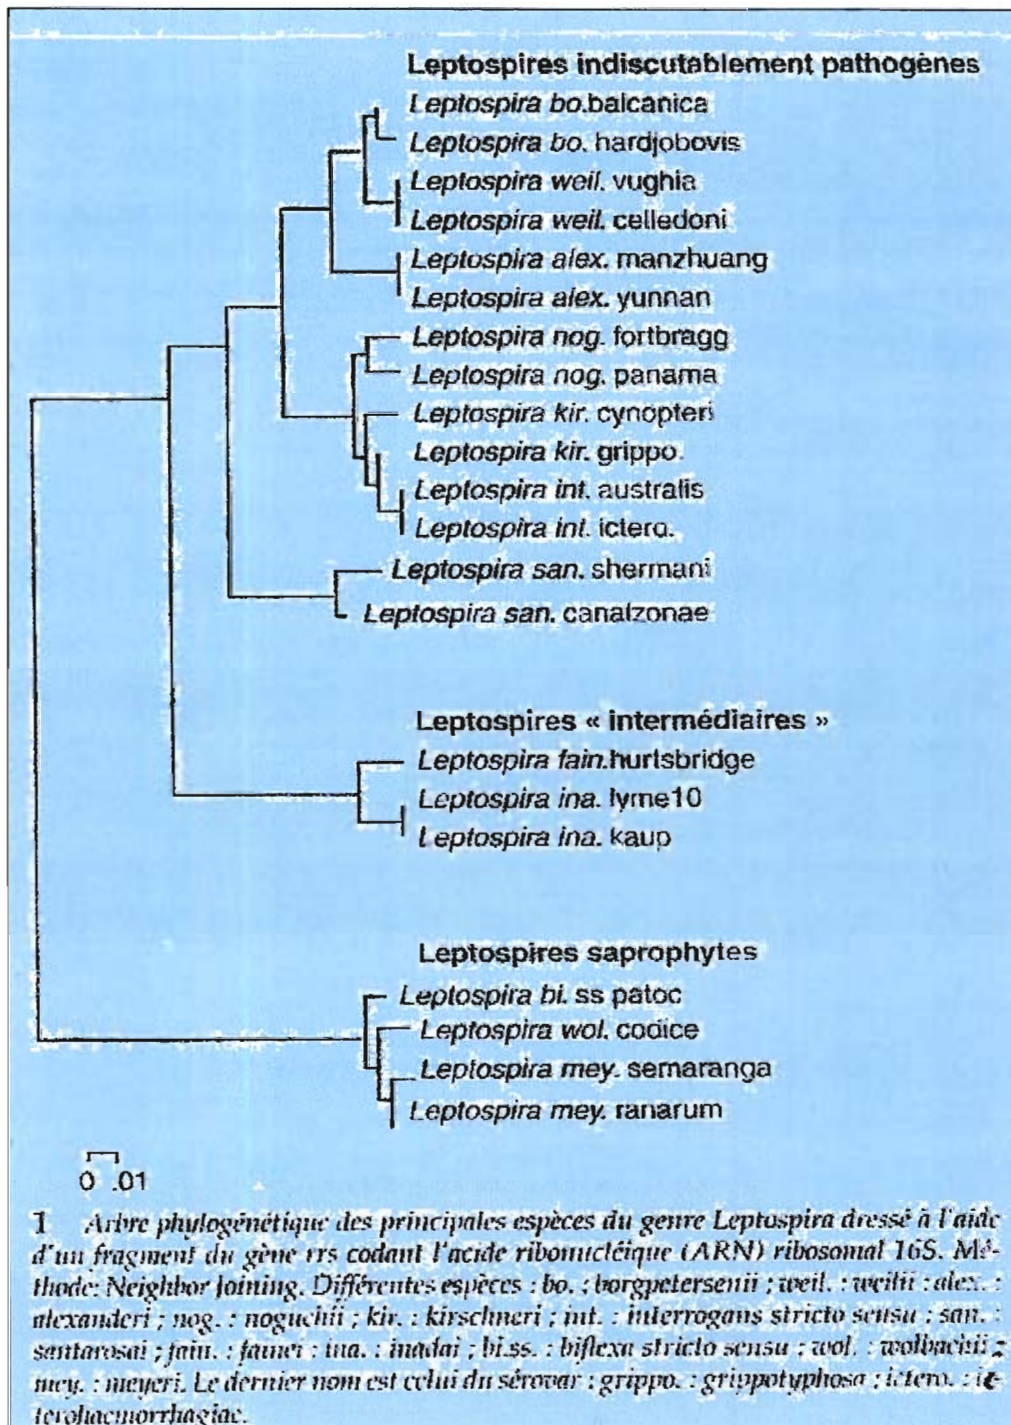 Leptospires indiscutablement pathogènes
Leptospira bo.balcanica
Leptospira bo. hardjobovis
Leptospira weil. vughia
Leptospira weil. celledoni
Leptospira alex. manzhuang
Leptospira alex. yunnan
Leptospira nog. fortbragg
Leptospira nog. panama
Leptospira kir. cynopteri
Leptospira kir. grippo.
Leptospira int. australis
Leptospira int. ictero.
Leptospira san. shermani
Leptospira san. canalzonae
Leptospires « intermédiaires »
Leptospira fain.hurtsbridge
Leptospira ina. lyme10
Leptospira ina. kaup
Leptospires saprophytes
Leptospira bi. ss patoc
Leptospira wol. codice
Leptospira mey. semaranga
Leptospira mey. ranarum
0 .01
1 Arbre phylogénétique des principales espèces du genre Leptospira dressé à l'aide
d'un fragment du gène rrs codant l'acide ribonucléique (ARN) ribosomal 16S. Mé-
thode: Neighbor Joining. Différentes espèces : bo. : borgpetersenii ; weil. : weilii : alex. :
alexanderi ; nog. : noguchii ; kir. : kirschneri ; int. : interrogans stricto sensu ; san. :
santarosai ; fain. : fainei : ina. : inadai ; bi.ss. : biflexa stricto sensu ; wol. : wolbachii ;
mey. : meyeri. Le dernier nom est celui du sérovar ; grippo. : grippotyphosa ; ictero. : ic-
terohaemorrhagiae.